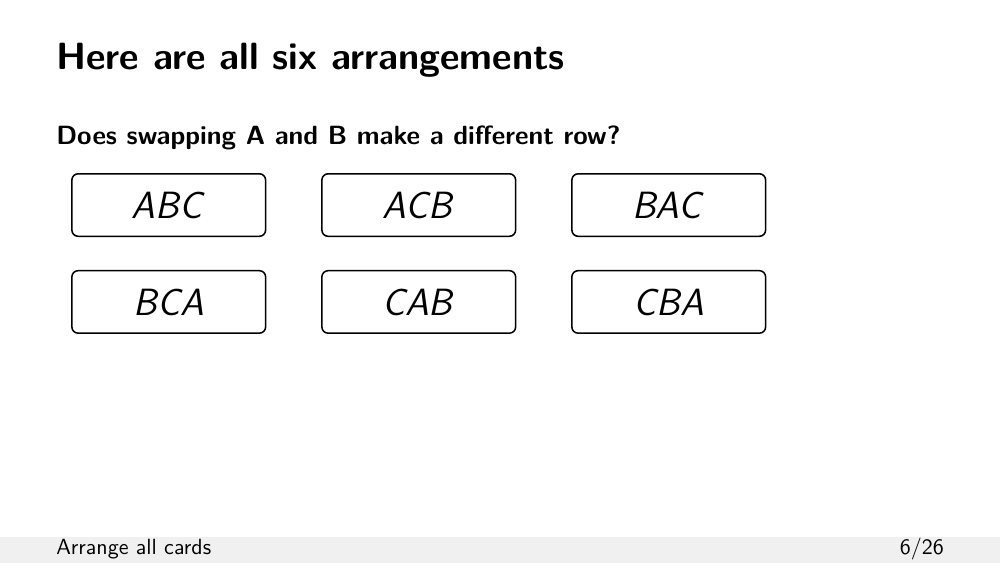 Here are all six arrangements
Does swapping A and B make a different row?
ABC ACB BAC
BCA CAB CBA
Arrange all cards 6/26